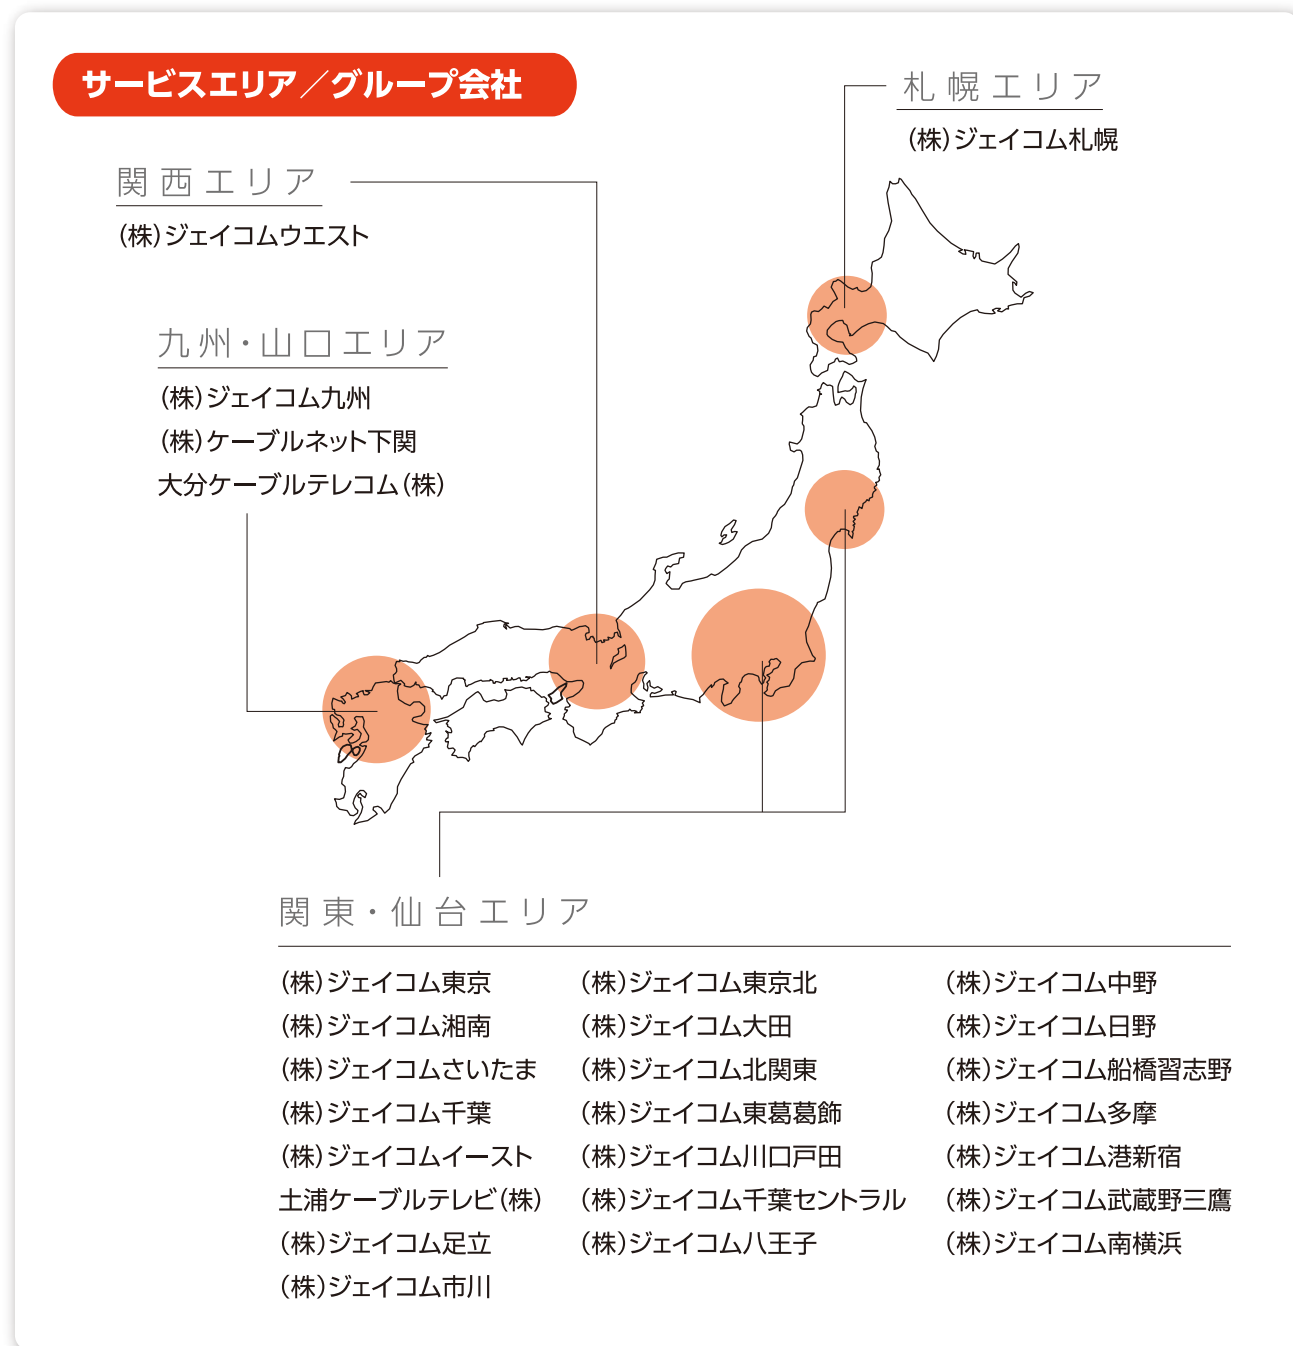 サービスエリア／グループ会社
札幌エリア
(株)ジェイコム札幌
関西エリア
(株)ジェイコムウエスト
九州・山口エリア
(株)ジェイコム九州
(株)ケーブルネット下関
大分ケーブルテレコム(株)
関東・仙台エリア
(株)ジェイコム東京
(株)ジェイコム湘南
(株)ジェイコムさいたま
(株)ジェイコム千葉
(株)ジェイコムイースト
土浦ケーブルテレビ(株)
(株)ジェイコム足立
(株)ジェイコム市川
(株)ジェイコム東京北
(株)ジェイコム大田
(株)ジェイコム北関東
(株)ジェイコム東葛葛飾
(株)ジェイコム川口戸田
(株)ジェイコム千葉セントラル
(株)ジェイコム八王子
(株)ジェイコム中野
(株)ジェイコム日野
(株)ジェイコム船橋習志野
(株)ジェイコム多摩
(株)ジェイコム港新宿
(株)ジェイコム武蔵野三鷹
(株)ジェイコム南横浜